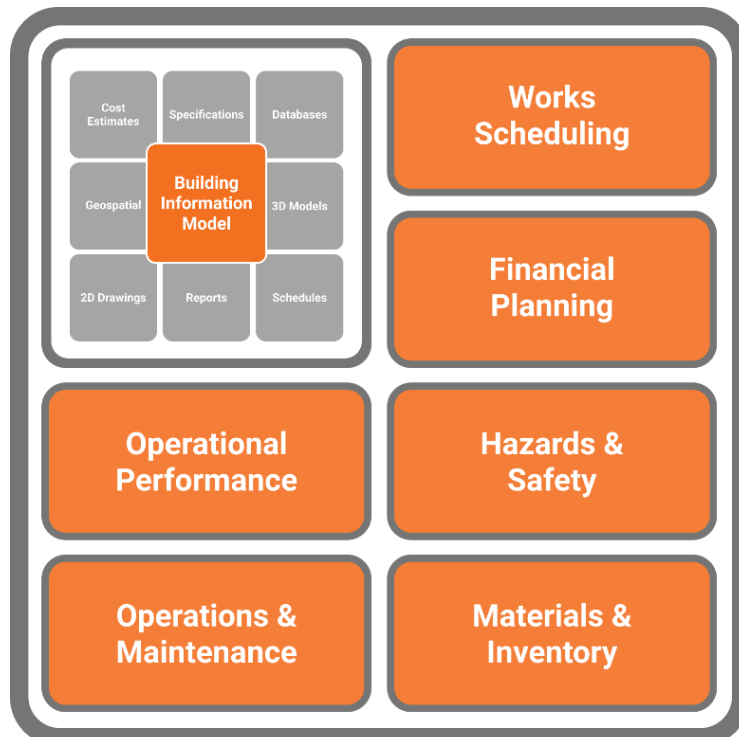 Cost
Estimates
Specifications
Databases
Geospatial
Building
Information
Model
3D Models
2D Drawings
Reports
Schedules
Works
Scheduling
Financial
Planning
Operational
Performance
Hazards &
Safety
Operations &
Maintenance
Materials &
Inventory